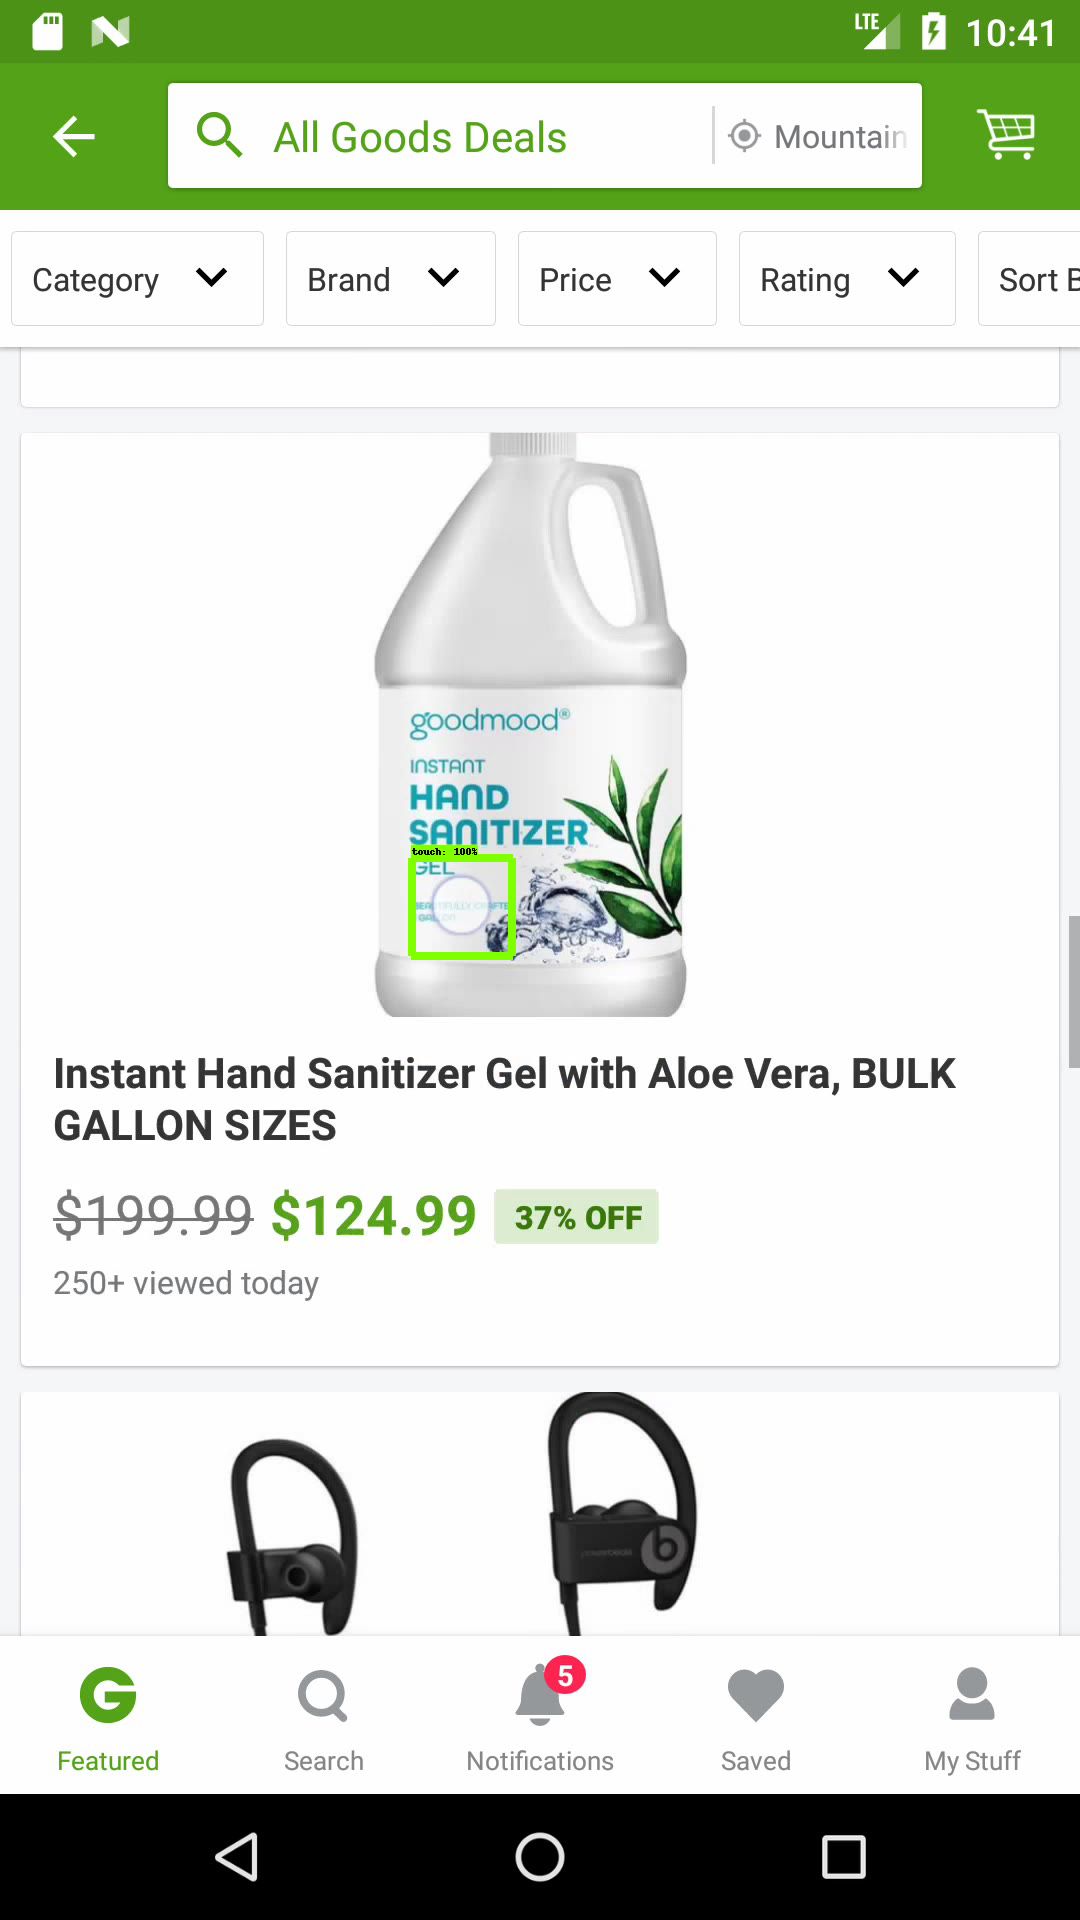 LTE 10:41
All Goods Deals Mountain
Category Brand Price Rating Sort B
goodmood®
INSTANT
HAND
SANITIZER
touch: 100%
GEL
Instant Hand Sanitizer Gel with Aloe Vera, BULK
GALLON SIZES
$199.99 $124.99 37% OFF
250+ viewed today
5
Featured Search Notifications Saved My Stuff